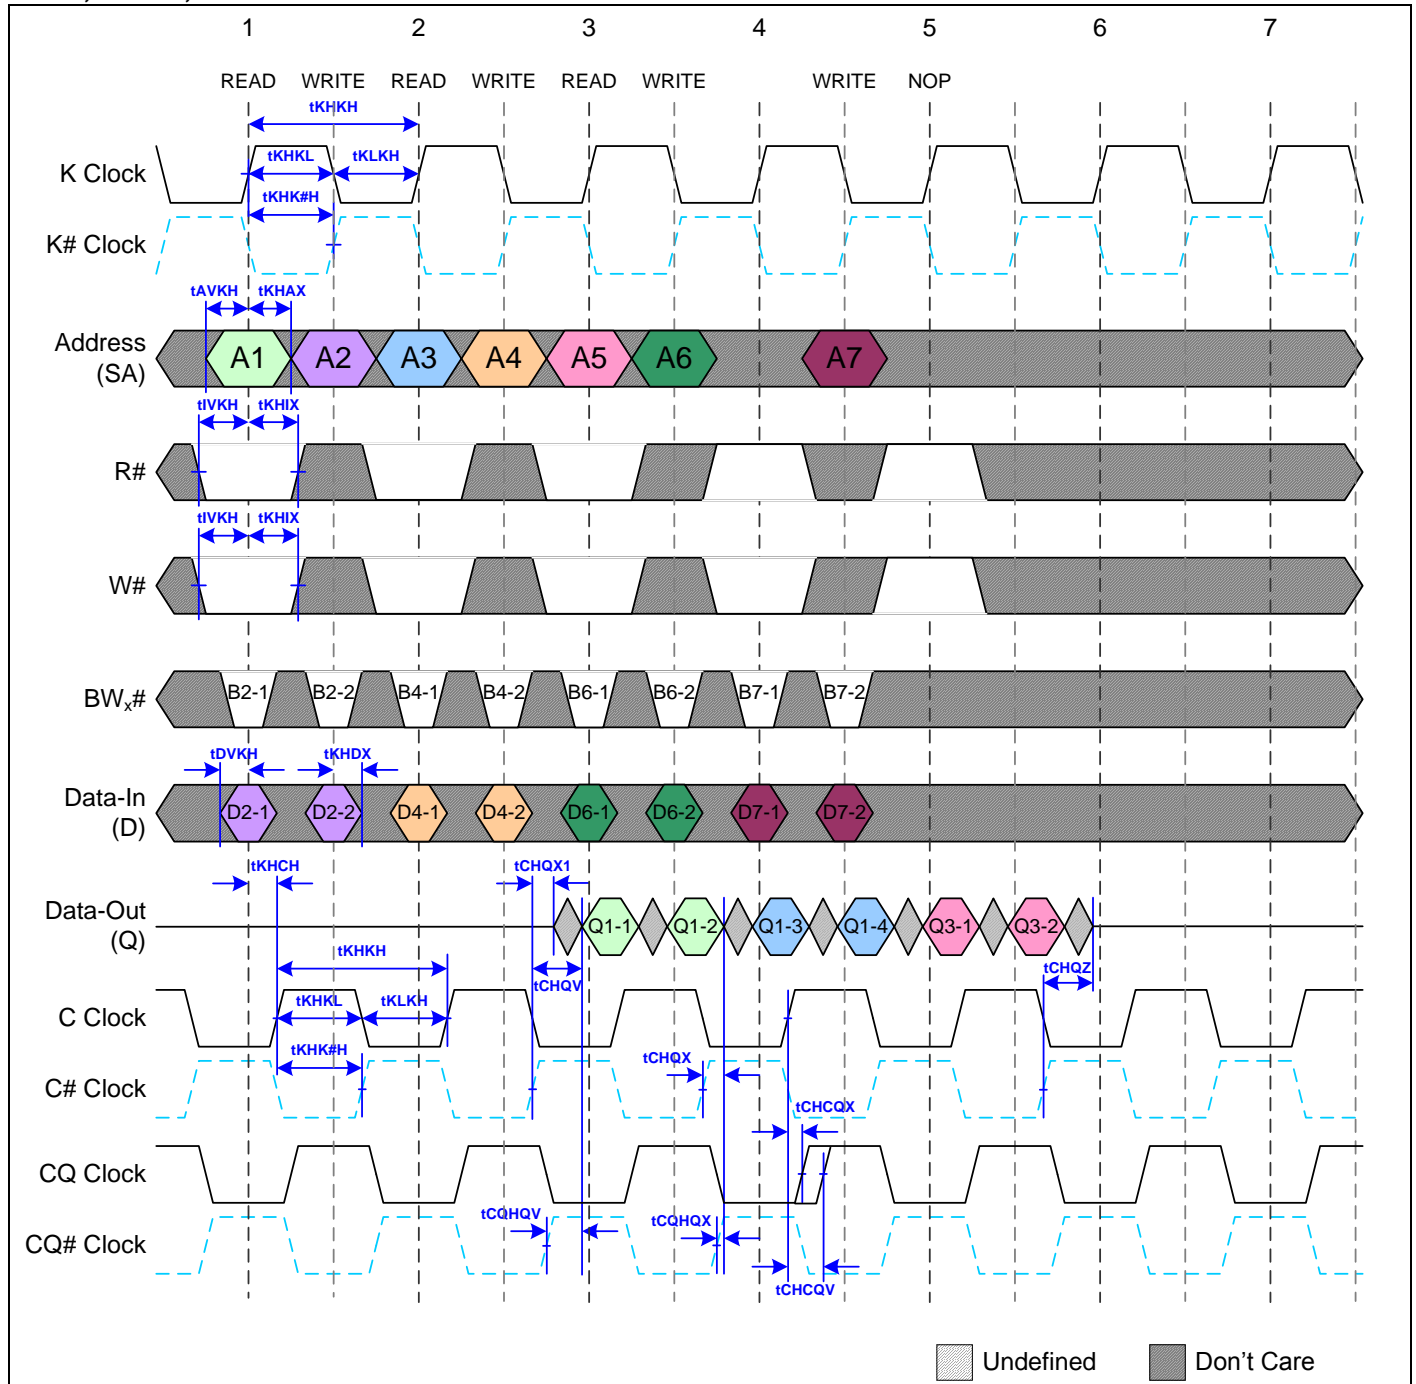 1 2 3 4 5 6 7
READ WRITE READ WRITE READ WRITE WRITE NOP
tKHKH
K Clock
tKHKL tKLKH
tKHK#H
K# Clock
tAVKH tKHAX
Address
(SA)
A1 A2 A3 A4 A5 A6 A7
tIVKH tKHIX
R#
tIVKH tKHIX
W#
BWx#
B2-1 B2-2 B4-1 B4-2 B6-1 B6-2 B7-1 B7-2
tDVKH tKHDX
Data-In
(D)
D2-1 D2-2 D4-1 D4-2 D6-1 D6-2 D7-1 D7-2
tKHCH tCHQX1
Data-Out
(Q)
Q1-1 Q1-2 Q1-3 Q1-4 Q3-1 Q3-2
tKHKH tCHQV tCHQZ
C Clock
tKHKL tKLKH
tKHK#H tCHQX
C# Clock
tCHCQX
CQ Clock
tCQHQV tCQHQX
CQ# Clock
tCHCQV
Undefined
Don't Care